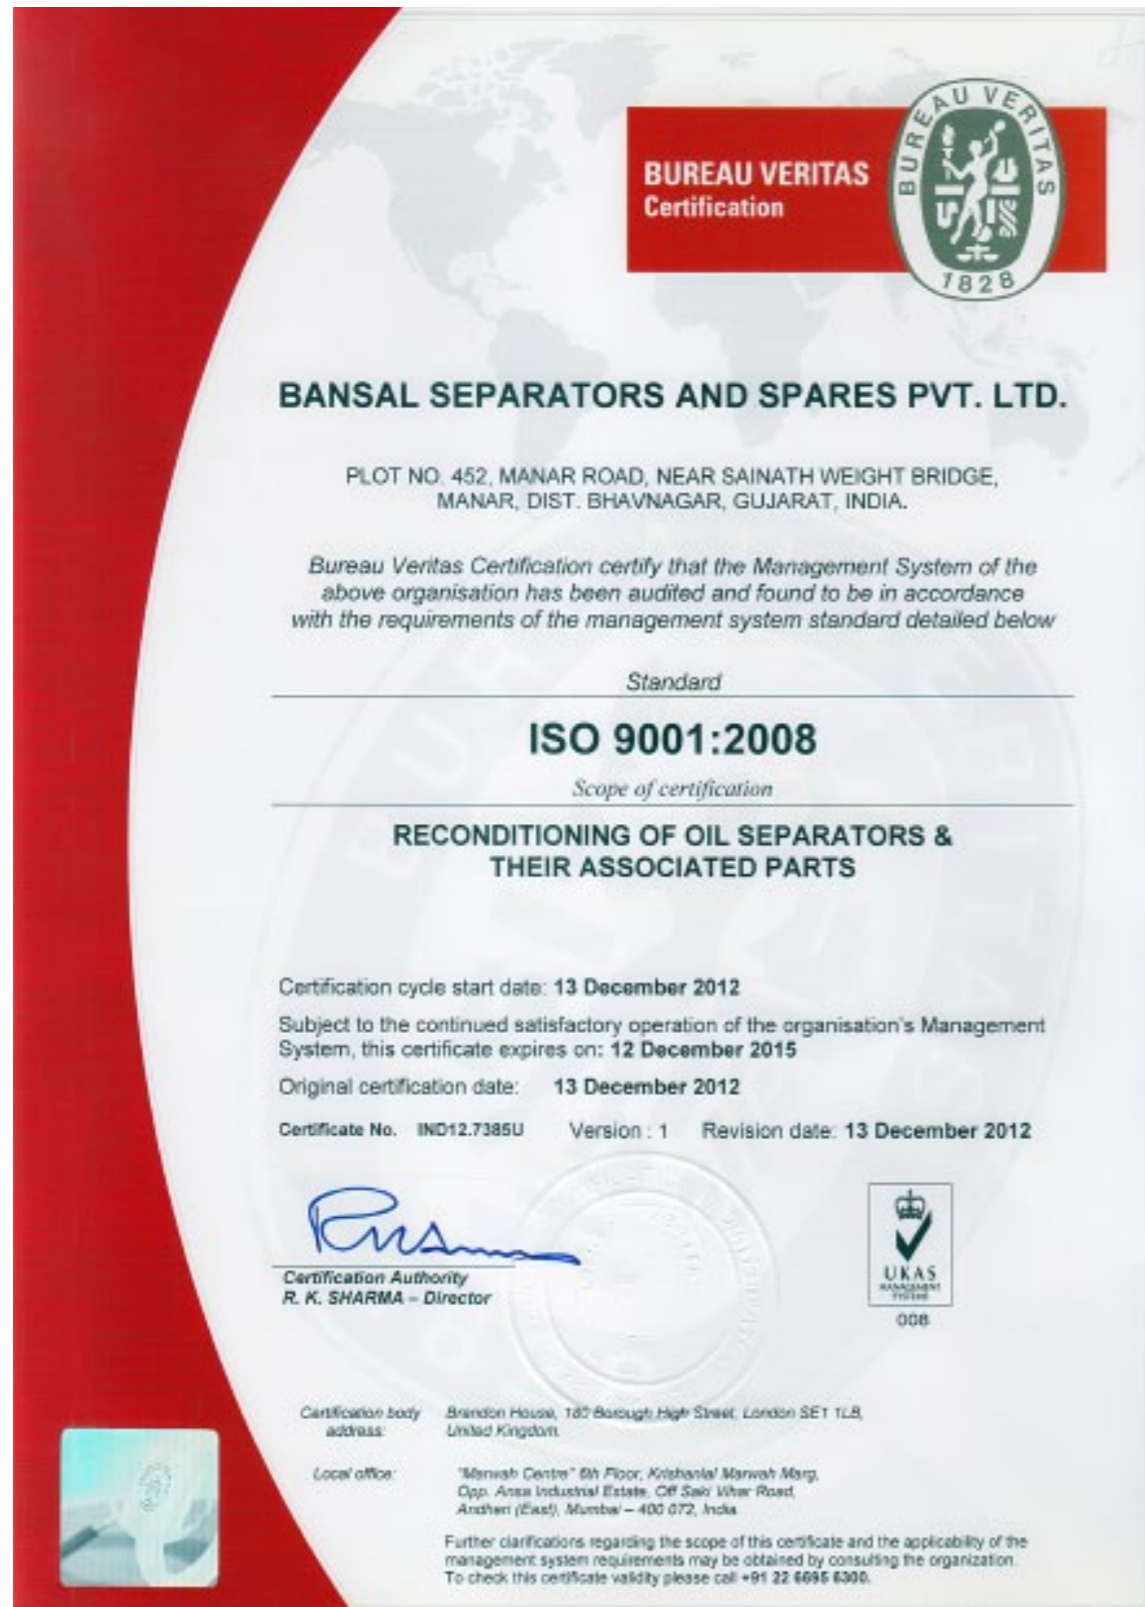 BUREAU VERITAS
Certification
BUREAU VERITAS
1828
BANSAL SEPARATORS AND SPARES PVT. LTD.
PLOT NO. 452, MANAR ROAD, NEAR SAINATH WEIGHT BRIDGE,
MANAR, DIST. BHAVNAGAR, GUJARAT, INDIA.
Bureau Veritas Certification certify that the Management System of the
above organisation has been audited and found to be in accordance
with the requirements of the management system standard detailed below
Standard
ISO 9001:2008
Scope of certification
RECONDITIONING OF OIL SEPARATORS &
THEIR ASSOCIATED PARTS
Certification cycle start date: 13 December 2012
Subject to the continued satisfactory operation of the organisation's Management
System, this certificate expires on: 12 December 2015
Original certification date: 13 December 2012
Certificate No. IND12.7385U Version : 1 Revision date: 13 December 2012
Certification Authority
R. K. SHARMA – Director
UKAS
MANAGEMENT
SYSTEMS
008
Certification body
address:
Brandon House, 180 Borough High Street, London SE1 1LB,
United Kingdom.
Local office:
"Marwah Centre" 6th Floor, Krishanlal Marwah Marg,
Opp. Ansa Industrial Estate, Off Saki Vihar Road,
Andheri (East), Mumbai – 400 072, India.
Further clarifications regarding the scope of this certificate and the applicability of the
management system requirements may be obtained by consulting the organization.
To check this certificate validity please call +91 22 6695 6300.